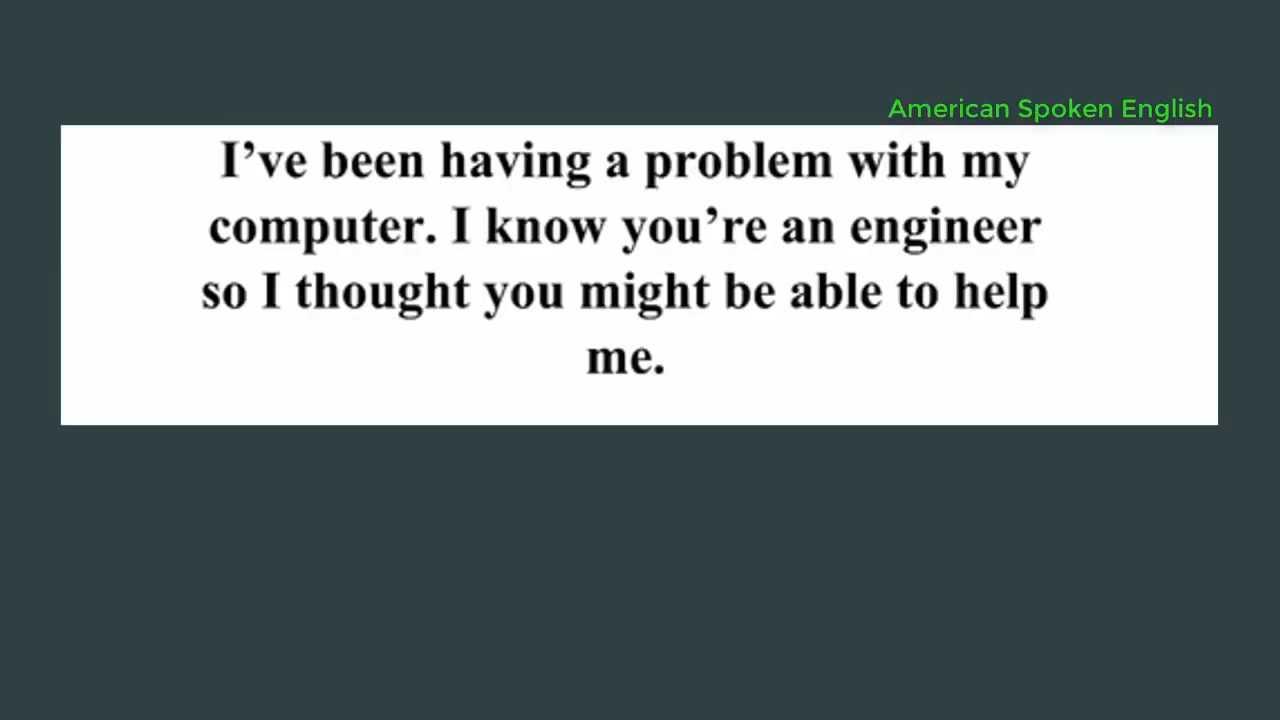 American Spoken English
I’ve been having a problem with my
computer. I know you’re an engineer
so I thought you might be able to help
me.